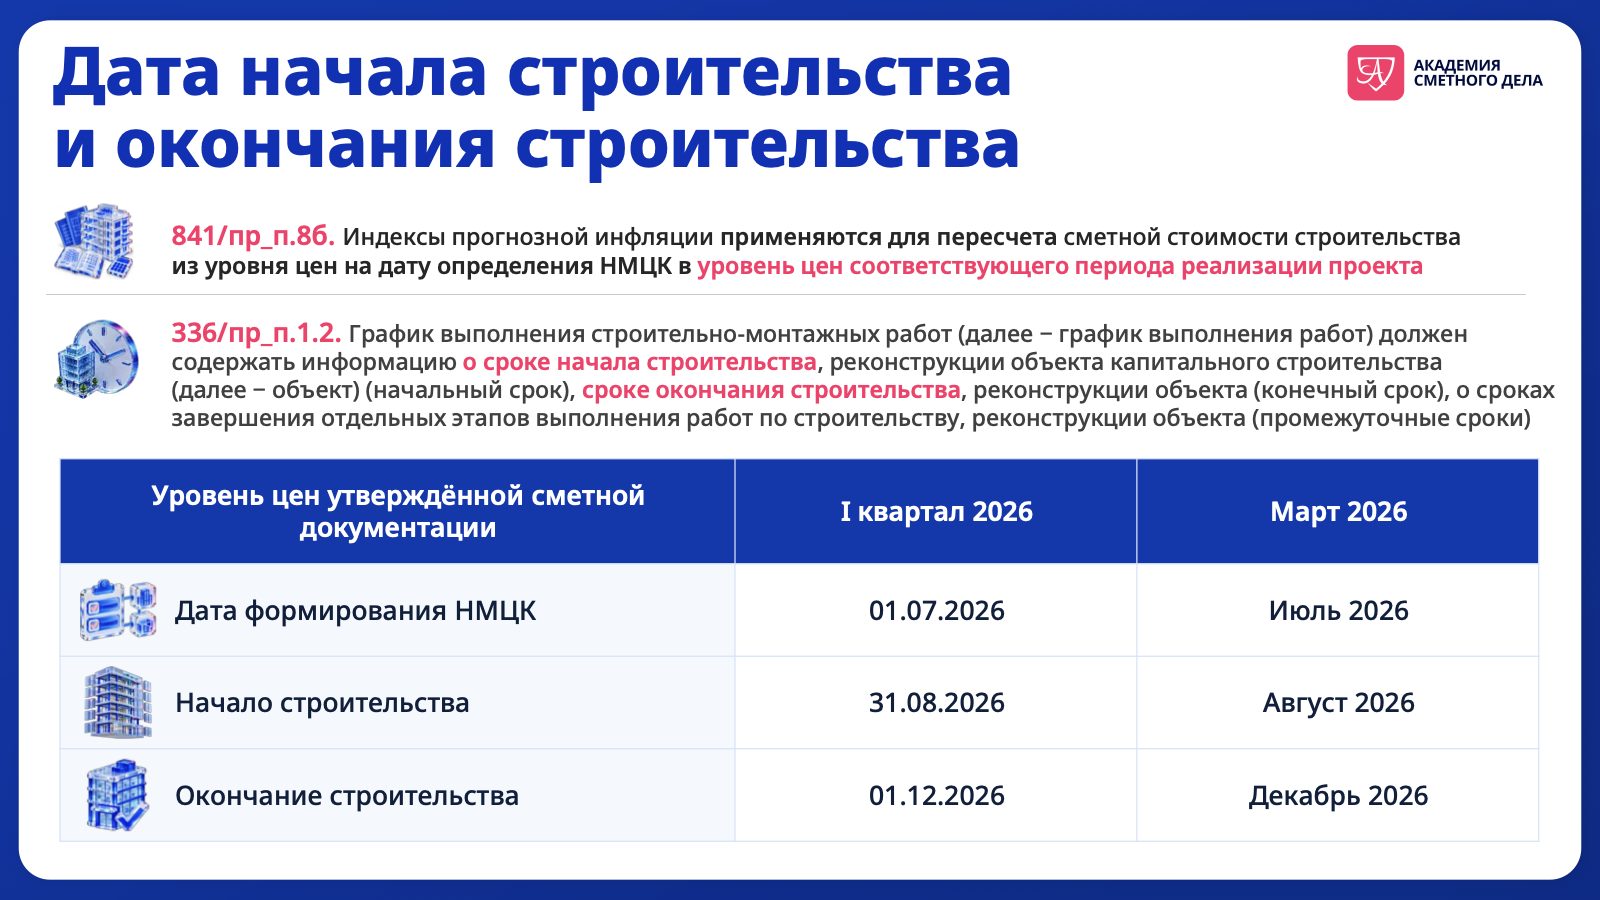 Дата начала строительства
и окончания строительства
АКАДЕМИЯ
СМЕТНОГО ДЕЛА
841/пр_п.8б. Индексы прогнозной инфляции применяются для пересчета сметной стоимости строительства
из уровня цен на дату определения НМЦК в уровень цен соответствующего периода реализации проекта
336/пр_п.1.2. График выполнения строительно-монтажных работ (далее – график выполнения работ) должен
содержать информацию о сроке начала строительства, реконструкции объекта капитального строительства
(далее – объект) (начальный срок), сроке окончания строительства, реконструкции объекта (конечный срок), о сроках
завершения отдельных этапов выполнения работ по строительству, реконструкции объекта (промежуточные сроки)
Уровень цен утверждённой сметной
документации
I квартал 2026
Март 2026
Дата формирования НМЦК
01.07.2026
Июль 2026
Начало строительства
31.08.2026
Август 2026
Окончание строительства
01.12.2026
Декабрь 2026